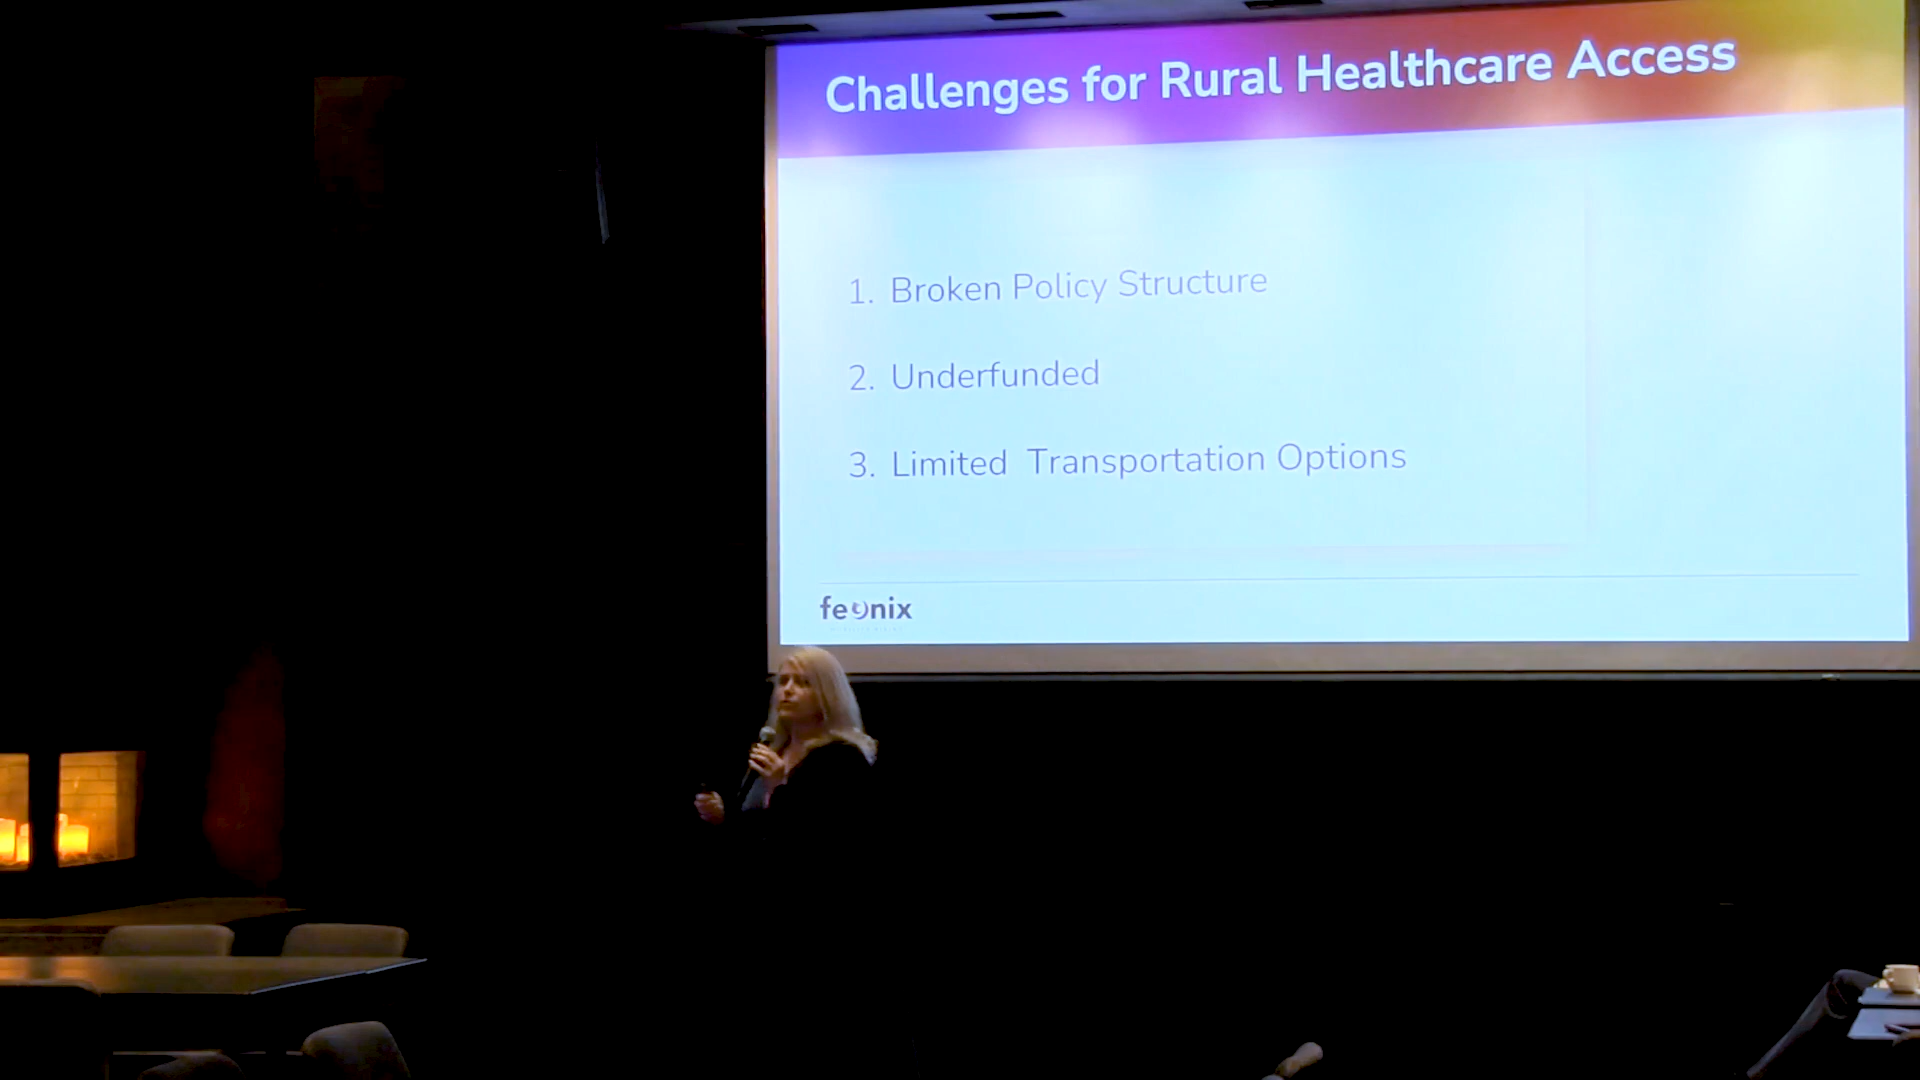 Challenges for Rural Healthcare Access
1. Broken Policy Structure
2. Underfunded
3. Limited Transportation Options
feonix